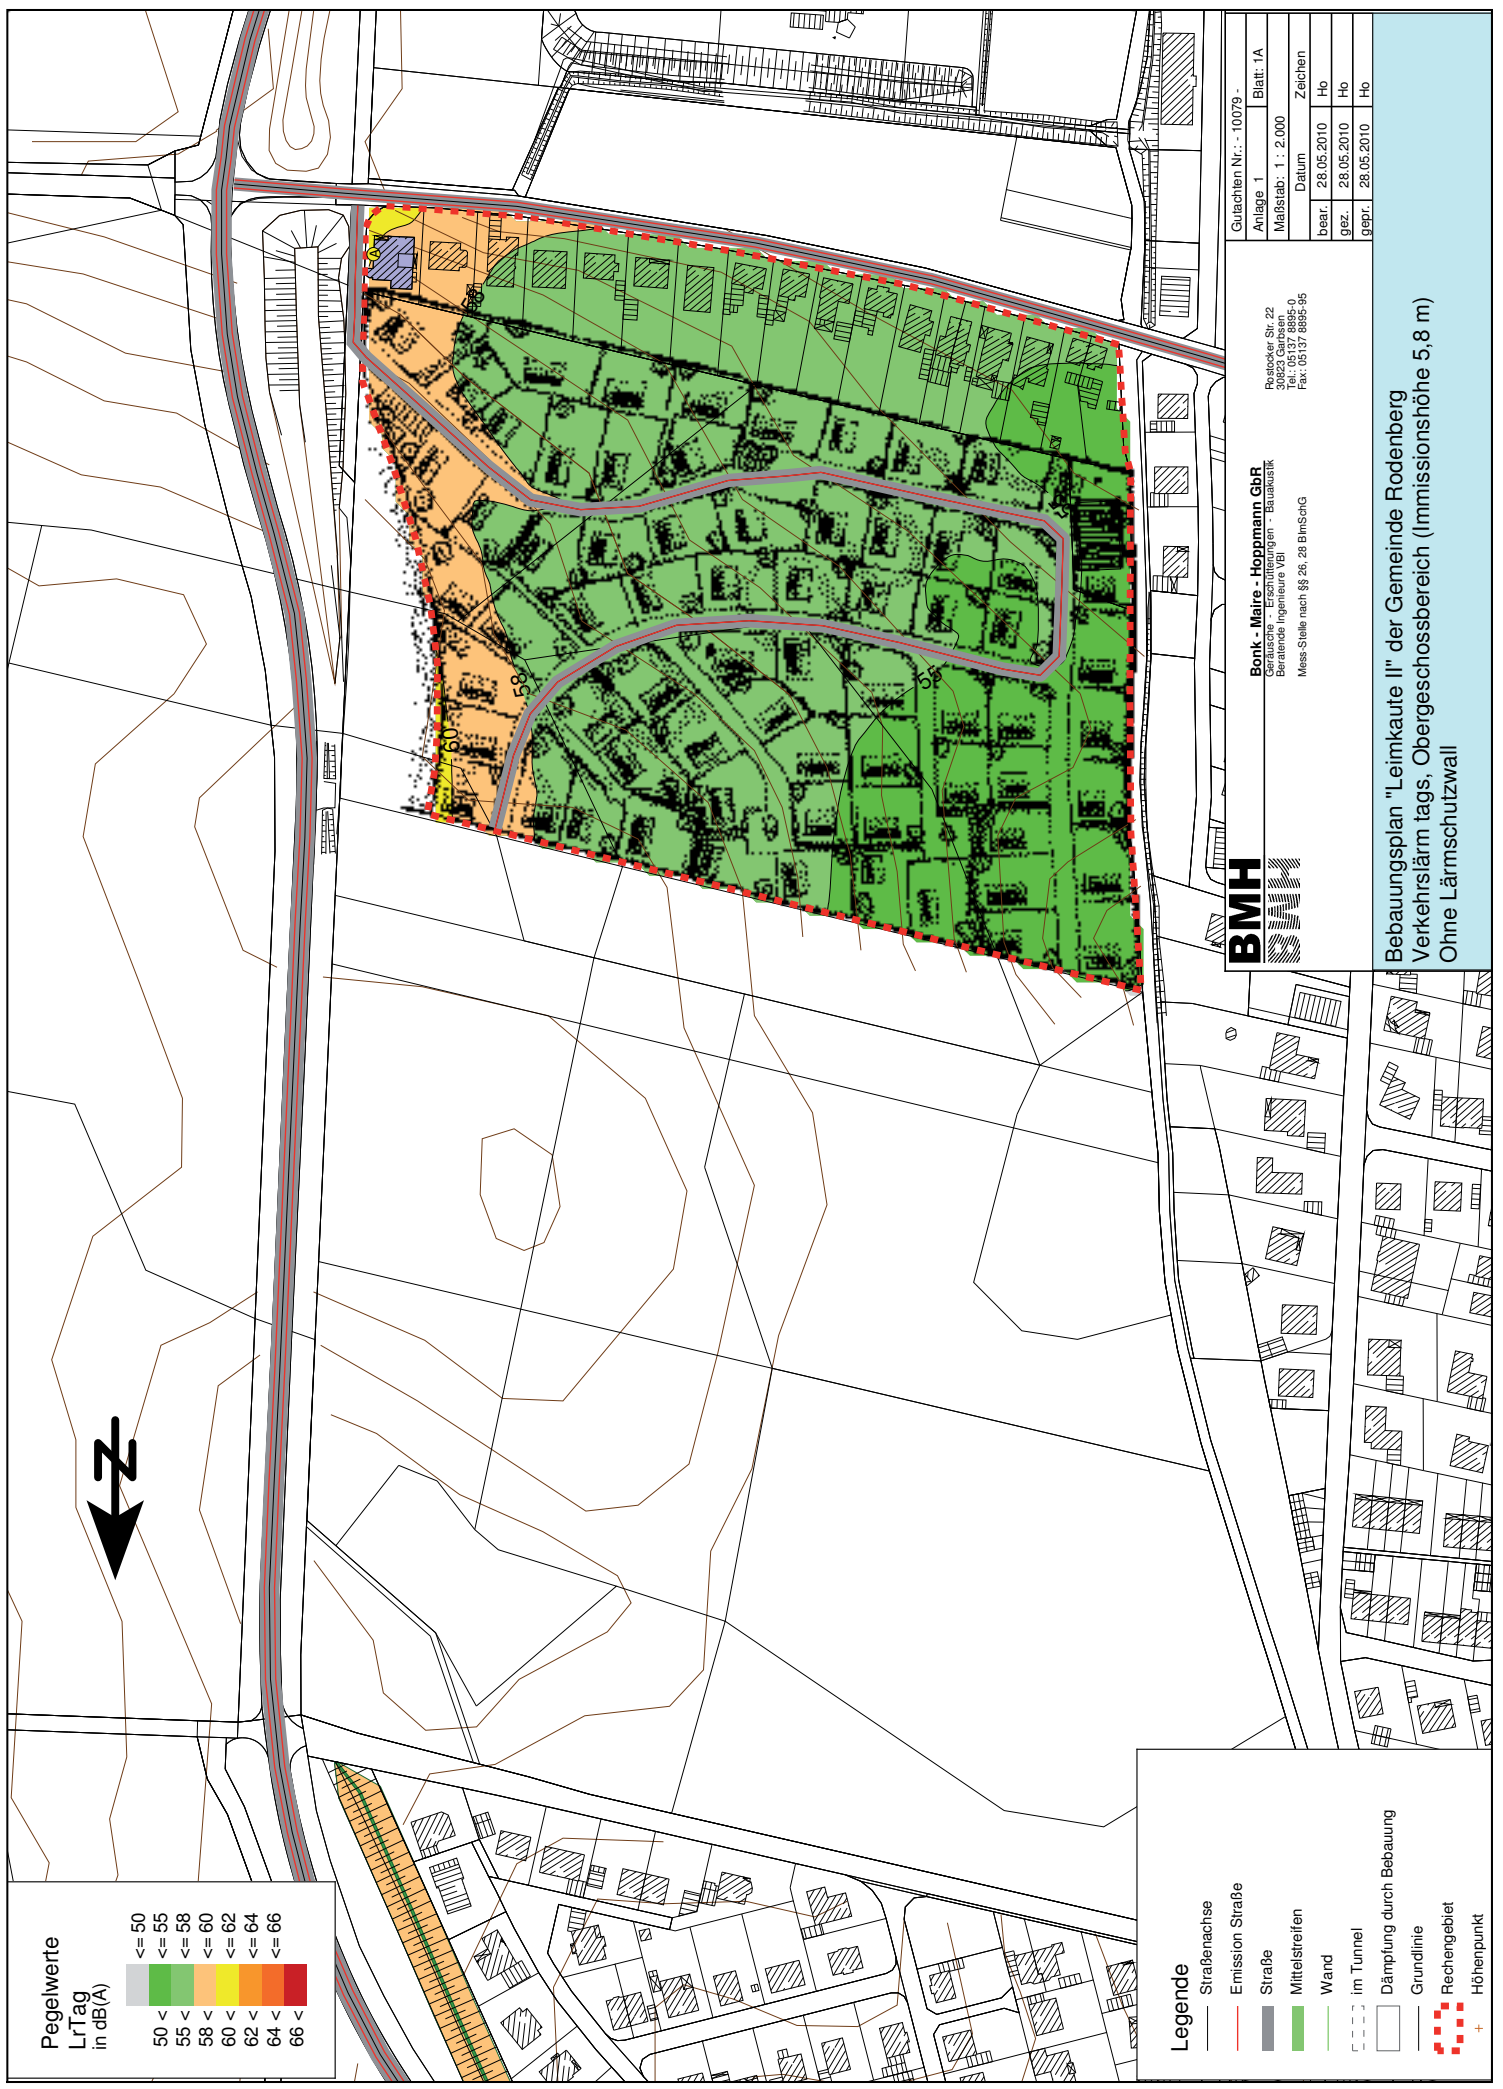 Gutachten Nr.: - 10079 -
Anlage 1 Blatt: 1A
Maßstab: 1 : 2.000
Datum Zeichen
bear. 28.05.2010 Ho
gez. 28.05.2010 Ho
gepr. 28.05.2010 Ho
Rostocker Str. 22
30823 Garbsen
Tel.: 05137 8895-0
Fax.: 05137 8895-95
Bonk - Maire - Hoppmann GbR
Geräusche - Erschütterungen - Bauakustik
Beratende Ingenieure VBI
Mess-Stelle nach §§ 26, 28 BImSchG
BMH
BMH
Bebauungsplan "Leimkaute II" der Gemeinde Rodenberg
Verkehrslärm tags, Obergeschossbereich (Immissionshöhe 5,8 m)
Ohne Lärmschutzwall
A
58
58
60
55
55
N
Pegelwerte
LrTag
in dB(A)
<= 50
50 < <= 55
55 < <= 58
58 < <= 60
60 < <= 62
62 < <= 64
64 < <= 66
66 <
Legende
Straßenachse
Emission Straße
Straße
Mittelstreifen
Wand
im Tunnel
Dämpfung durch Bebauung
Grundlinie
Rechengebiet
Höhenpunkt